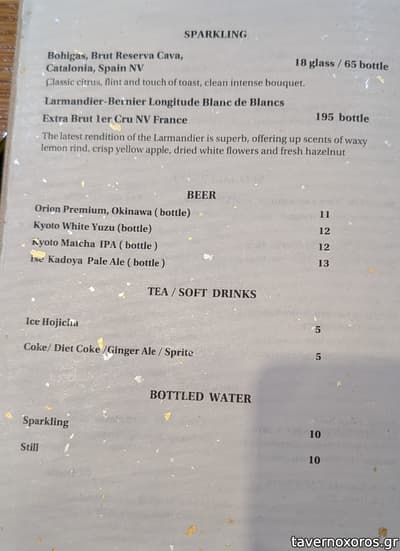 SPARKLING
Bohigas, Brut Reserva Cava,
Catalonia, Spain NV 18 glass / 65 bottle
Classic citrus, flint and touch of toast, clean intense bouquet.
Larmandier-Bernier Longitude Blanc de Blancs
Extra Brut 1er Cru NV France 195 bottle
The latest rendition of the Larmandier is superb, offering up scents of waxy
lemon rind, crisp yellow apple, dried white flowers and fresh hazelnut
BEER
Orion Premium, Okinawa ( bottle) 11
Kyoto White Yuzu (bottle) 12
Kyoto Matcha IPA ( bottle ) 12
Ise Kadoya Pale Ale ( bottle ) 13
TEA / SOFT DRINKS
Ice Hojicha 5
Coke/ Diet Coke /Ginger Ale / Sprite 5
BOTTLED WATER
Sparkling 10
Still 10
tavernoxoros.gr